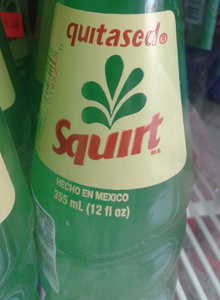 quitased®
Squirt
M.R.
HECHO EN MEXICO
355 mL (12 fl oz)